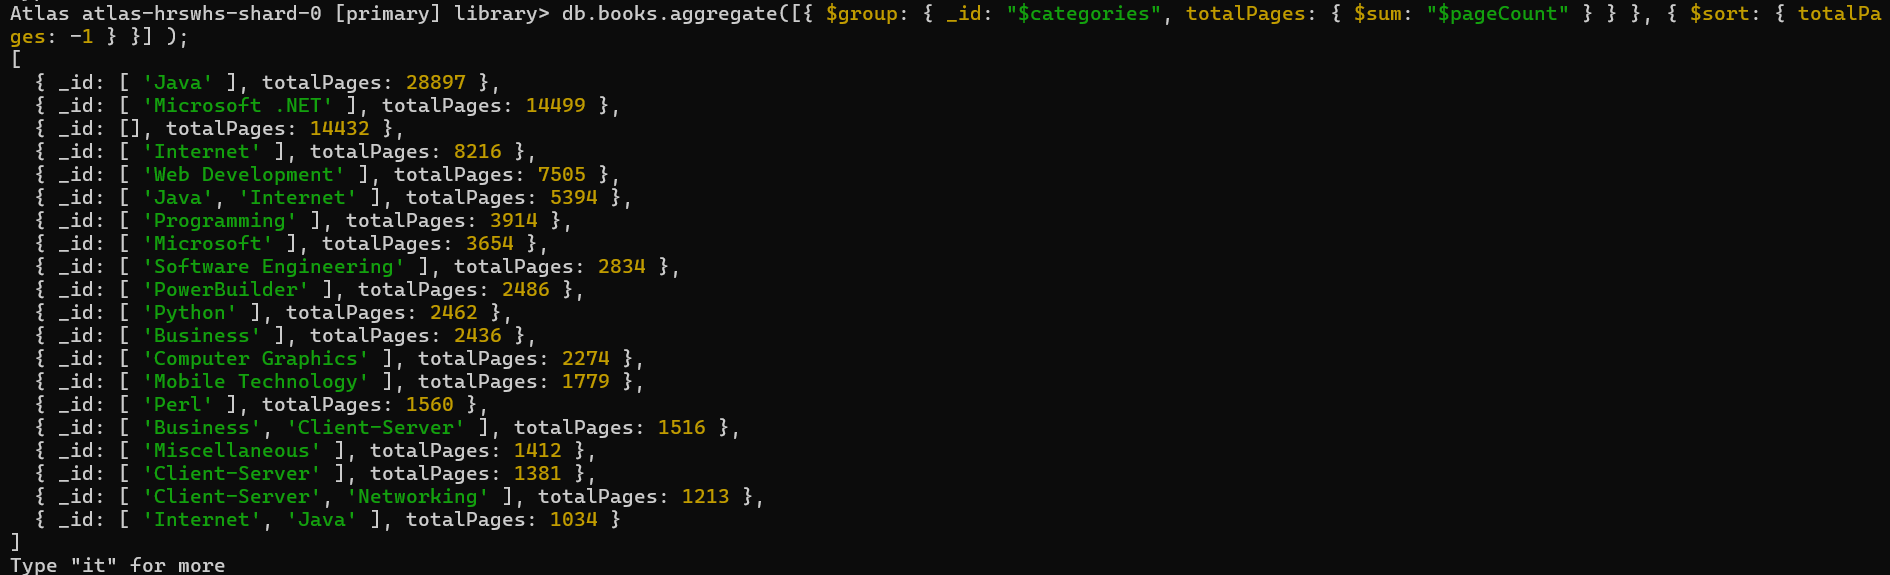 Atlas atlas-hrswhs-shard-0 [primary] library> db.books.aggregate([{ $group: { _id: "$categories", totalPages: { $sum: "$pageCount" } } }, { $sort: { totalPa
ges: -1 } }] );
[
  { _id: [ 'Java' ], totalPages: 28897 },
  { _id: [ 'Microsoft .NET' ], totalPages: 14499 },
  { _id: [], totalPages: 14432 },
  { _id: [ 'Internet' ], totalPages: 8216 },
  { _id: [ 'Web Development' ], totalPages: 7505 },
  { _id: [ 'Java', 'Internet' ], totalPages: 5394 },
  { _id: [ 'Programming' ], totalPages: 3914 },
  { _id: [ 'Microsoft' ], totalPages: 3654 },
  { _id: [ 'Software Engineering' ], totalPages: 2834 },
  { _id: [ 'PowerBuilder' ], totalPages: 2486 },
  { _id: [ 'Python' ], totalPages: 2462 },
  { _id: [ 'Business' ], totalPages: 2436 },
  { _id: [ 'Computer Graphics' ], totalPages: 2274 },
  { _id: [ 'Mobile Technology' ], totalPages: 1779 },
  { _id: [ 'Perl' ], totalPages: 1560 },
  { _id: [ 'Business', 'Client-Server' ], totalPages: 1516 },
  { _id: [ 'Miscellaneous' ], totalPages: 1412 },
  { _id: [ 'Client-Server' ], totalPages: 1381 },
  { _id: [ 'Client-Server', 'Networking' ], totalPages: 1213 },
  { _id: [ 'Internet', 'Java' ], totalPages: 1034 }
]
Type "it" for more